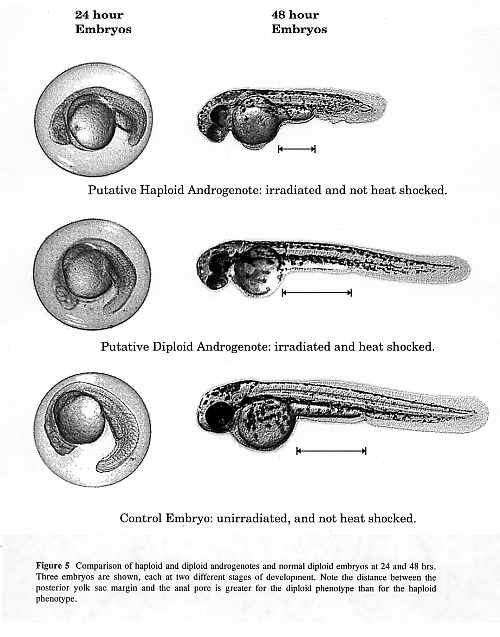 24 hour
Embryos
48 hour
Embryos
Putative Haploid Androgenote: irradiated and not heat shocked.
Putative Diploid Androgenote: irradiated and heat shocked.
Control Embryo: unirradiated, and not heat shocked.
Figure 5 Comparison of haploid and diploid androgenotes and normal diploid embryos at 24 and 48 hrs.
Three embryos are shown, each at two different stages of development. Note the distance between the
posterior yolk sac margin and the anal pore is greater for the diploid phenotype than for the haploid
phenotype.